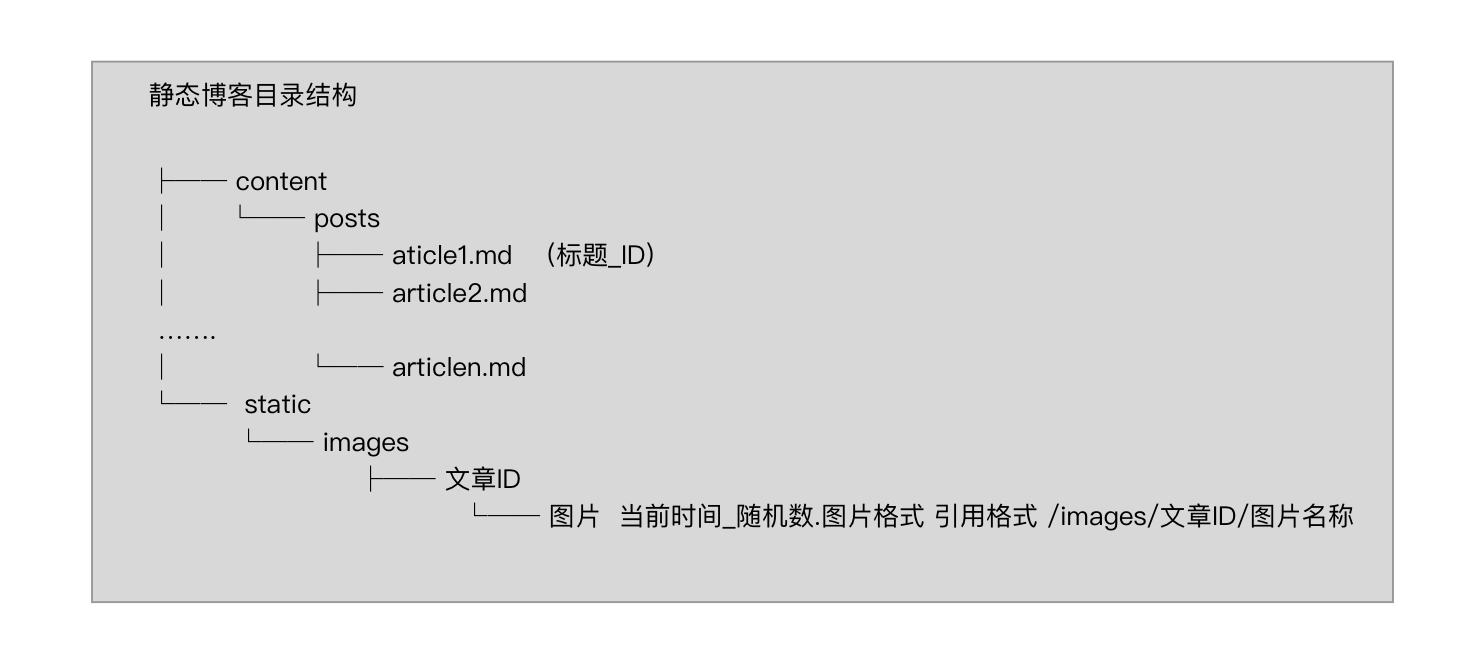 静态博客目录结构
├── content
│ └── posts
│ ├── aticle1.md （标题_ID）
│ ├── article2.md
.......
│ └── articlen.md
└── static
└── images
├── 文章ID
└── 图片 当前时间_随机数.图片格式 引用格式 /images/文章ID/图片名称